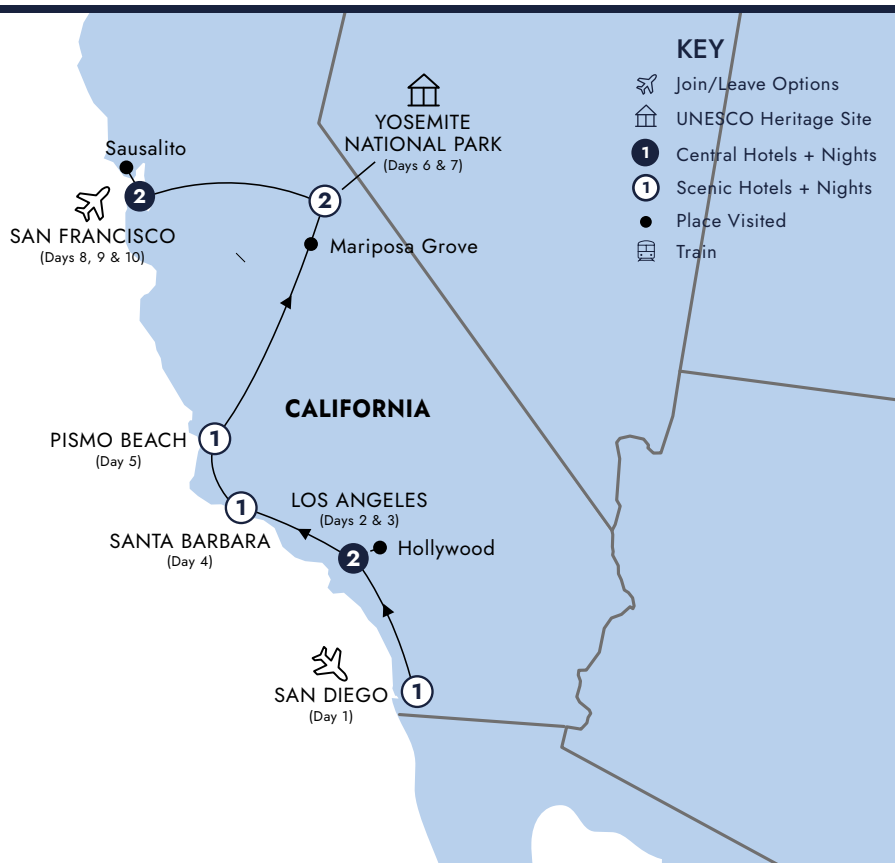 KEY
Join/Leave Options
UNESCO Heritage Site
1 Central Hotels + Nights
1 Scenic Hotels + Nights
Place Visited
Train
YOSEMITE
NATIONAL PARK
(Days 6 & 7)
Sausalito
2
2
SAN FRANCISCO
(Days 8, 9 & 10)
Mariposa Grove
CALIFORNIA
PISMO BEACH
(Day 5)
1
LOS ANGELES
(Days 2 & 3)
1
SANTA BARBARA
(Day 4)
Hollywood
2
SAN DIEGO
(Day 1)
1